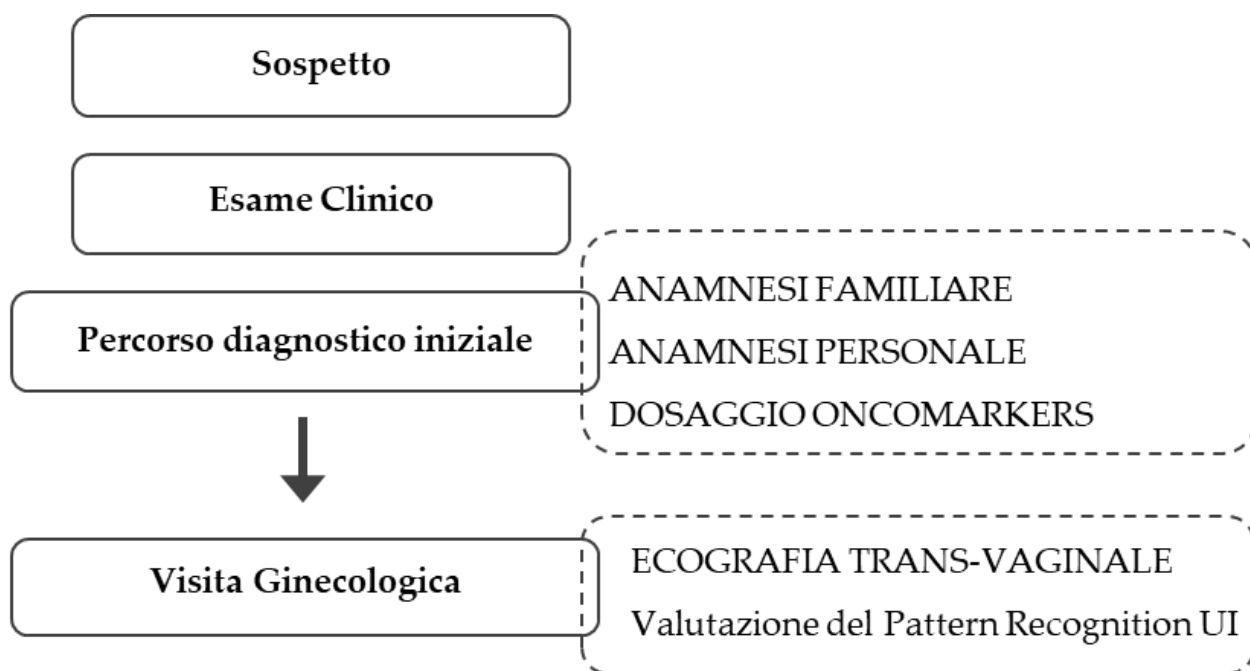 Sospetto
Esame Clinico
Percorso diagnostico iniziale
ANAMNESI FAMILIARE
ANAMNESI PERSONALE
DOSAGGIO ONCOMARKERS
Visita Ginecologica
ECOGRAFIA TRANS-VAGINALE
Valutazione del Pattern Recognition UI